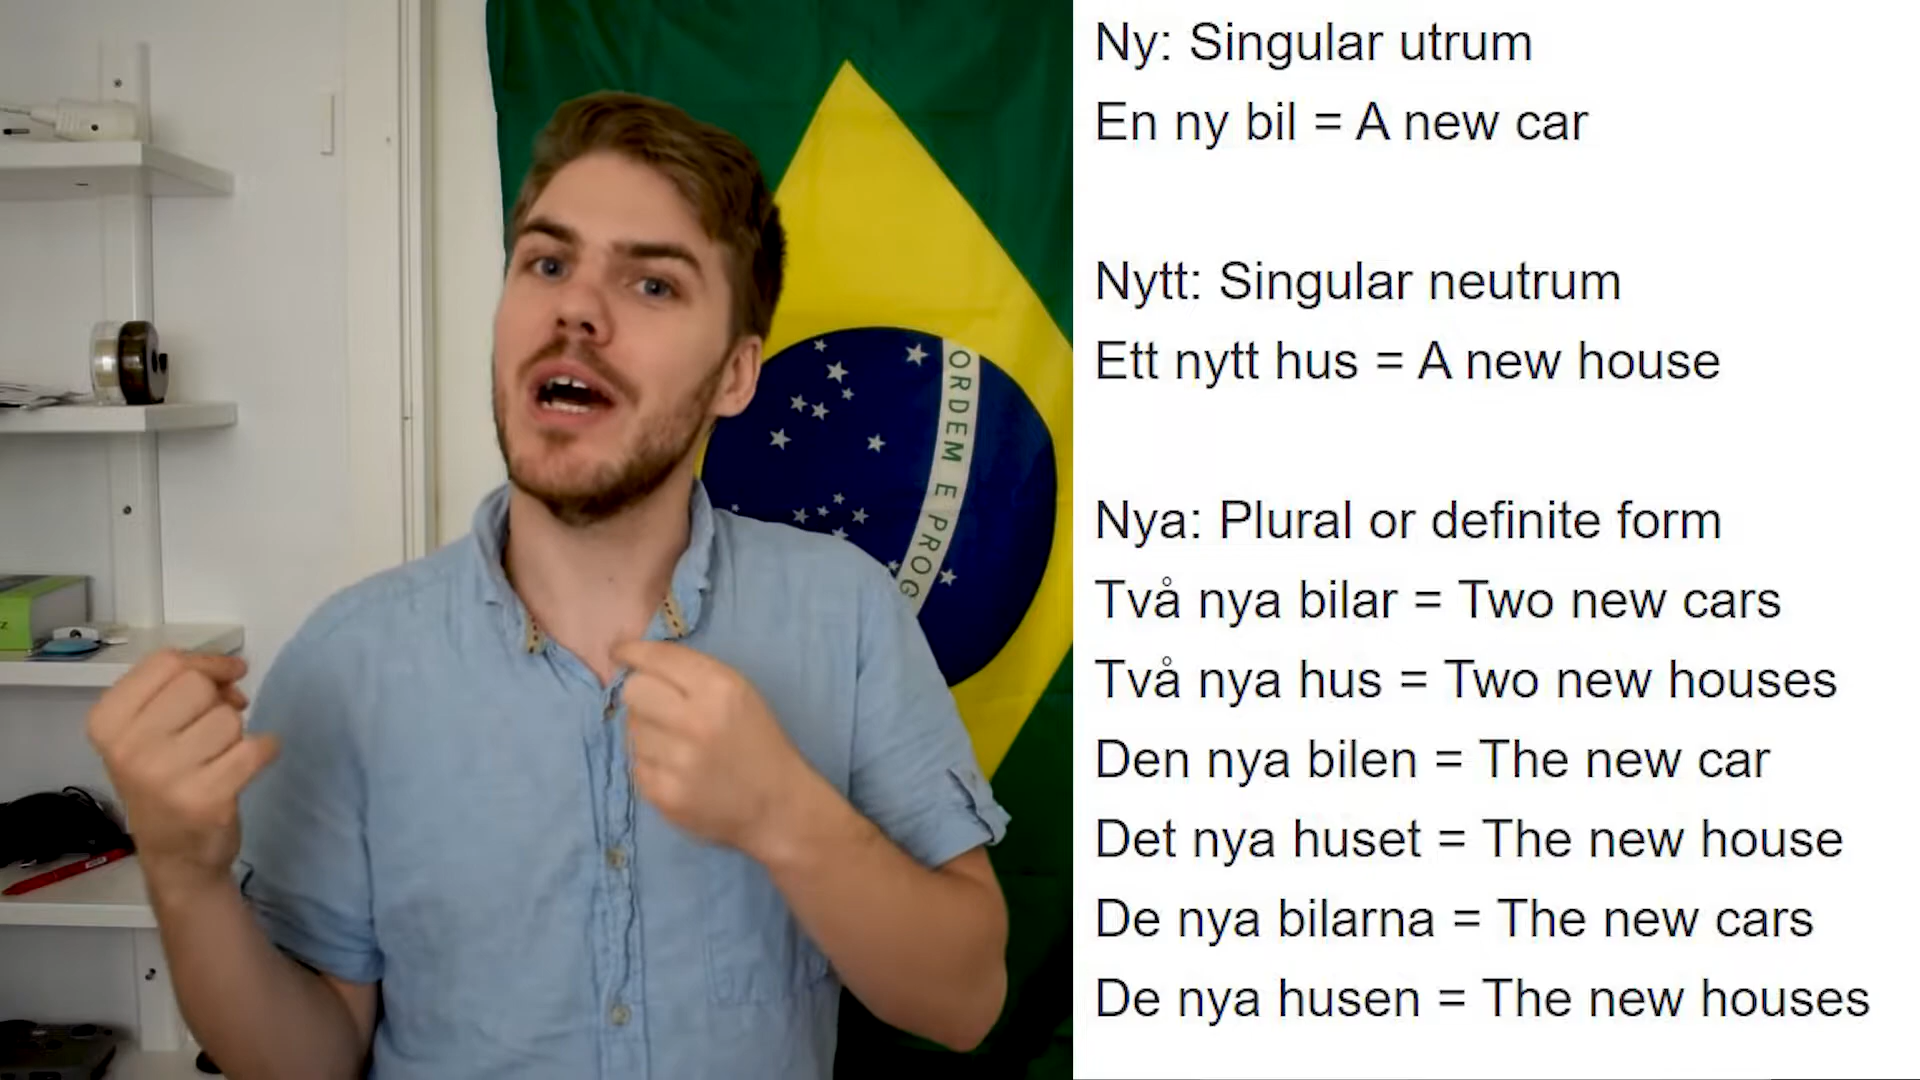 Ny: Singular utrum
En ny bil = A new car
Nytt: Singular neutrum
Ett nytt hus = A new house
Nya: Plural or definite form
Två nya bilar = Two new cars
Två nya hus = Two new houses
Den nya bilen = The new car
Det nya huset = The new house
De nya bilarna = The new cars
De nya husen = The new houses
ORDEM E PROG
Z